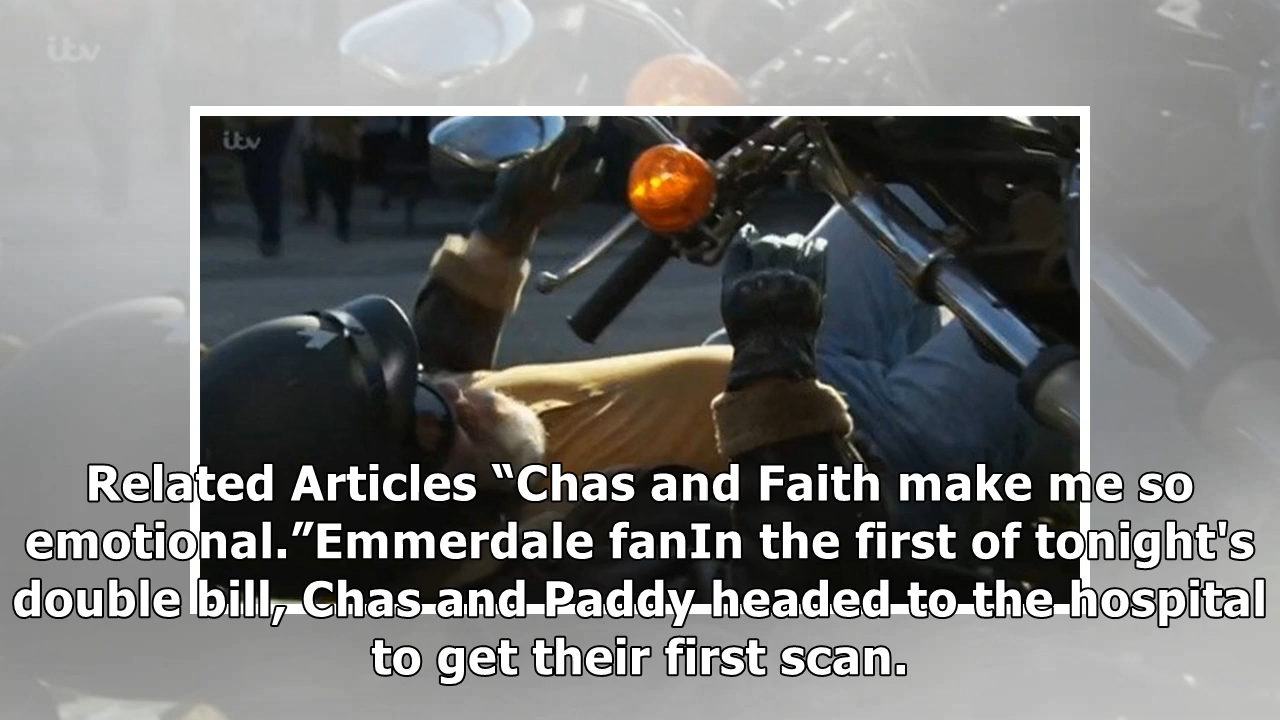 itv
itv
Related Articles “Chas and Faith make me so
emotional.”Emmerdale fanIn the first of tonight's
double bill, Chas and Paddy headed to the hospital
to get their first scan.